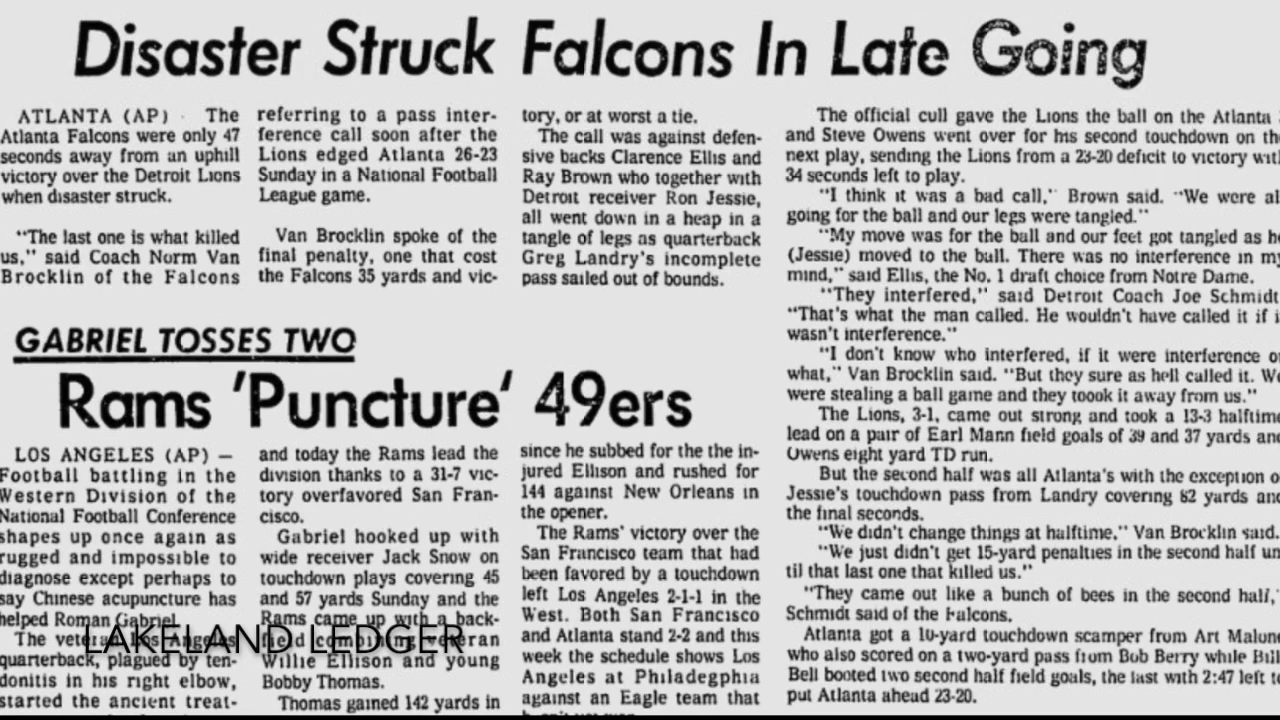 Disaster Struck Falcons In Late Going
ATLANTA (AP) · The
Atlanta Falcons were only 47
seconds away from an uphill
victory over the Detroit Lions
when disaster struck.
"The last one is what killed
us," said Coach Norm Van
Brocklin of the Falcons
referring to a pass inter-
ference call soon after the
Lions edged Atlanta 26-23
Sunday in a National Football
League game.
Van Brocklin spoke of the
final penalty, one that cost
the Falcons 35 yards and vic-
tory, or at worst a tie.
The call was against defen-
sive backs Clarence Ellis and
Ray Brown who together with
Detroit receiver Ron Jessie,
all went down in a heap in a
tangle of legs as quarterback
Greg Landry's incomplete
pass sailed out of bounds.
The official cull gave the Lions the ball on the Atlanta
and Steve Owens went over for his second touchdown on the
next play, sending the Lions from a 23-20 deficit to victory with
34 seconds left to play.
"I think it was a bad call," Brown said. "We were al
going for the ball and our legs were tangled."
"My move was for the ball and our feet got tangled as he
(Jessie) moved to the ball. There was no interference in my
mind," said Ellis, the No. 1 draft choice from Notre Dame.
"They interfered," said Detroit Coach Joe Schmidt
"That's what the man called. He wouldn't have called it if i
wasn't interference."
"I don't know who interfered, if it were interference o
what," Van Brocklin said. "But they sure as hell called it. We
were stealing a ball game and they toook it away from us."
The Lions, 3-1, came out strong and took a 13-3 halftime
lead on a pair of Earl Mann field goals of 39 and 37 yards and
Owens eight yard TD run.
But the second half was all Atlanta's with the exception o
Jessie's touchdown pass from Landry covering 82 yards and
the final seconds.
"We didn't change things at halftime," Van Brocklin said.
"We just didn't get 15-yard penalties in the second half un
til that last one that killed us."
"They came out like a bunch of bees in the second half,"
Schmidt said of the Falcons.
Atlanta got a 10-yard touchdown scamper from Art Malone
who also scored on a two-yard pass from Bob Berry while Bill
Bell booted two second half field goals, the last with 2:47 left to
put Atlanta ahead 23-20.
GABRIEL TOSSES TWO
Rams 'Puncture' 49ers
LOS ANGELES (AP) —
Football battling in the
Western Division of the
National Football Conference
shapes up once again as
rugged and impossible to
diagnose except perhaps to
say Chinese acupuncture has
helped Roman Gabriel.
The veteran Los Angeles
quarterback, plagued by ten-
donitis in his right elbow,
started the ancient treat-
and today the Rams lead the
division thanks to a 31-7 vic-
tory overfavored San Fran-
cisco.
Gabriel hooked up with
wide receiver Jack Snow on
touchdown plays covering 45
and 57 yards Sunday and the
Rams came up with a back-
field combining veteran
Willie Ellison and young
Bobby Thomas.
Thomas gained 142 yards in
since he subbed for the the in-
jured Ellison and rushed for
144 against New Orleans in
the opener.
The Rams' victory over the
San Francisco team that had
been favored by a touchdown
left Los Angeles 2-1-1 in the
West. Both San Francisco
and Atlanta stand 2-2 and this
week the schedule shows Los
Angeles at Philadegphia
against an Eagle team that
LAKELAND LEDGER